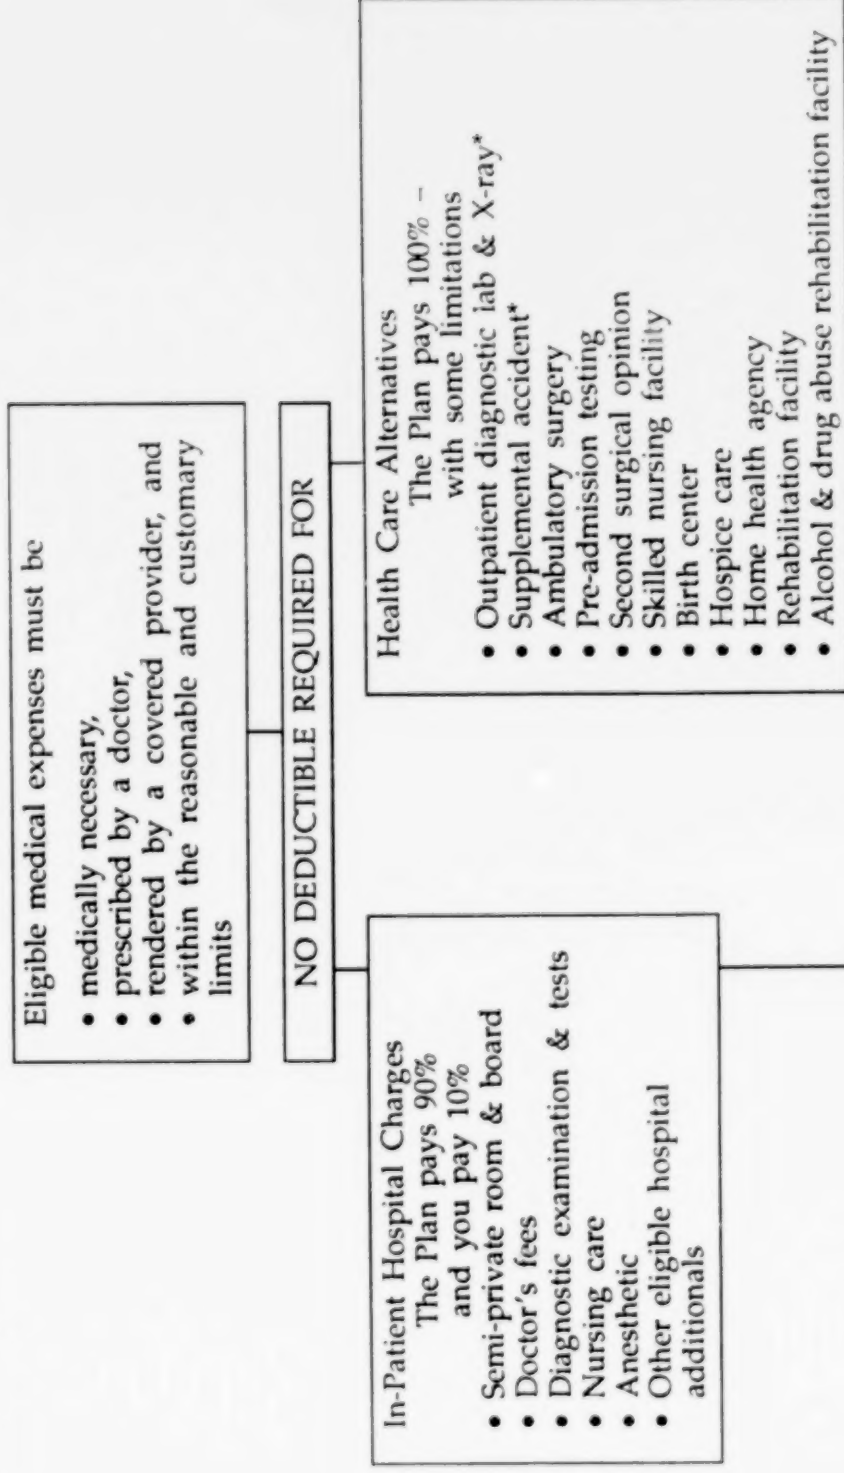 Eligible medical expenses must be
• medically necessary,
• prescribed by a doctor,
• rendered by a covered provider, and
• within the reasonable and customary
limits
NO DEDUCTIBLE REQUIRED FOR
In-Patient Hospital Charges
The Plan pays 90%
and you pay 10%
• Semi-private room & board
• Doctor's fees
• Diagnostic examination & tests
• Nursing care
• Anesthetic
• Other eligible hospital
additionals
Health Care Alternatives
The Plan pays 100% –
with some limitations
• Outpatient diagnostic lab & X-ray*
• Supplemental accident*
• Ambulatory surgery
• Pre-admission testing
• Second surgical opinion
• Skilled nursing facility
• Birth center
• Hospice care
• Home health agency
• Rehabilitation facility
• Alcohol & drug abuse rehabilitation facility